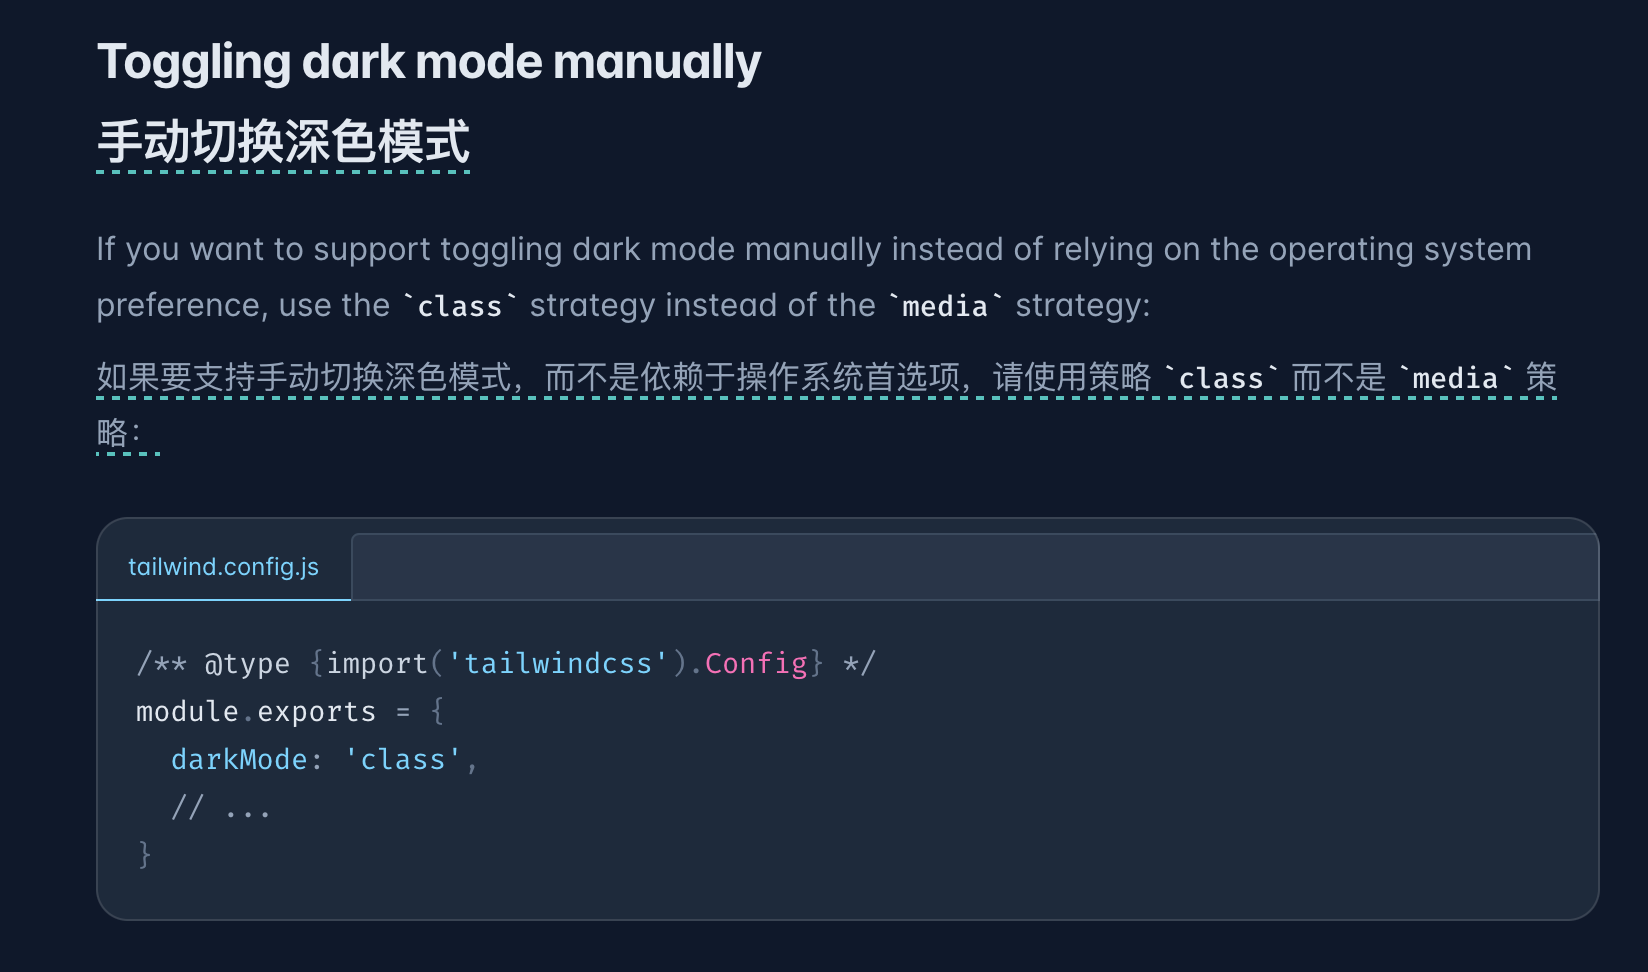 Toggling dark mode manually
手动切换深色模式
If you want to support toggling dark mode manually instead of relying on the operating system
preference, use the `class` strategy instead of the `media` strategy:
如果要支持手动切换深色模式，而不是依赖于操作系统首选项，请使用策略 `class` 而不是 `media` 策
略：
tailwind.config.js
/** @type {import('tailwindcss').Config} */
module.exports = {
  darkMode: 'class',
  // ...
}